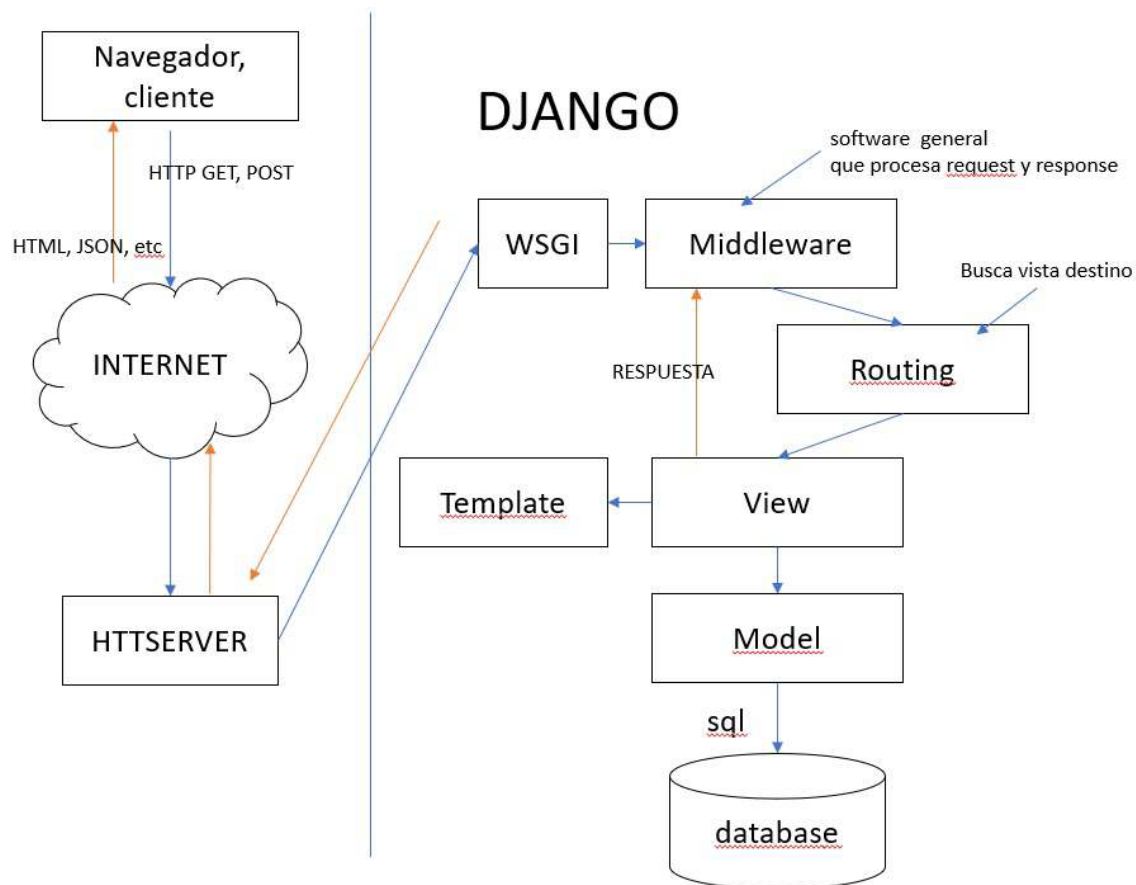 Navegador,
cliente
HTTP GET, POST
HTML, JSON, etc
INTERNET
HTTSERVER
DJANGO
software general
que procesa request y response
WSGI
Middleware
Busca vista destino
Routing
RESPUESTA
Template
View
Model
sql
database